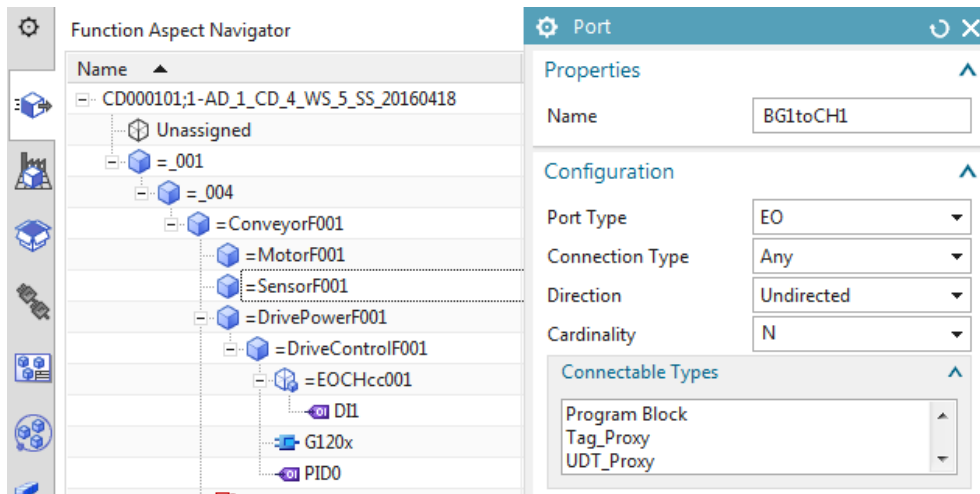 Function Aspect Navigator
Name
CD000101;1-AD_1_CD_4_WS_5_SS_20160418
Unassigned
=_001
=_004
=ConveyorF001
=MotorF001
=SensorF001
=DrivePowerF001
=DriveControlF001
=EOCHcc001
DI1
G120x
PID0
Port
Properties
Name BG1toCH1
Configuration
Port Type EO
Connection Type Any
Direction Undirected
Cardinality N
Connectable Types
Program Block
Tag_Proxy
UDT_Proxy